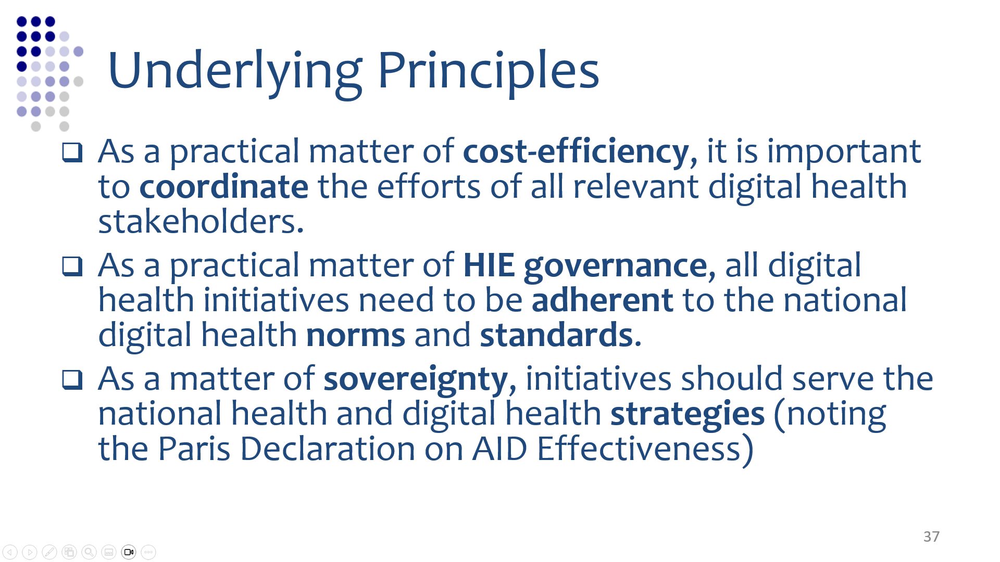 Underlying Principles
As a practical matter of cost-efficiency, it is important
to coordinate the efforts of all relevant digital health
stakeholders.
As a practical matter of HIE governance, all digital
health initiatives need to be adherent to the national
digital health norms and standards.
As a matter of sovereignty, initiatives should serve the
national health and digital health strategies (noting
the Paris Declaration on AID Effectiveness)
37